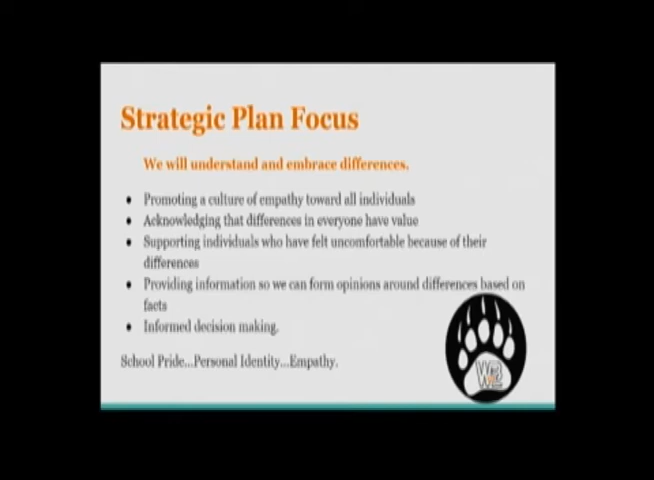 Strategic Plan Focus
We will understand and embrace differences.
Promoting a culture of empathy toward all individuals
Acknowledging that differences in everyone have value
Supporting individuals who have felt uncomfortable because of their
differences
Providing information so we can form opinions around differences based on
facts
Informed decision making.
School Pride...Personal Identity...Empathy.